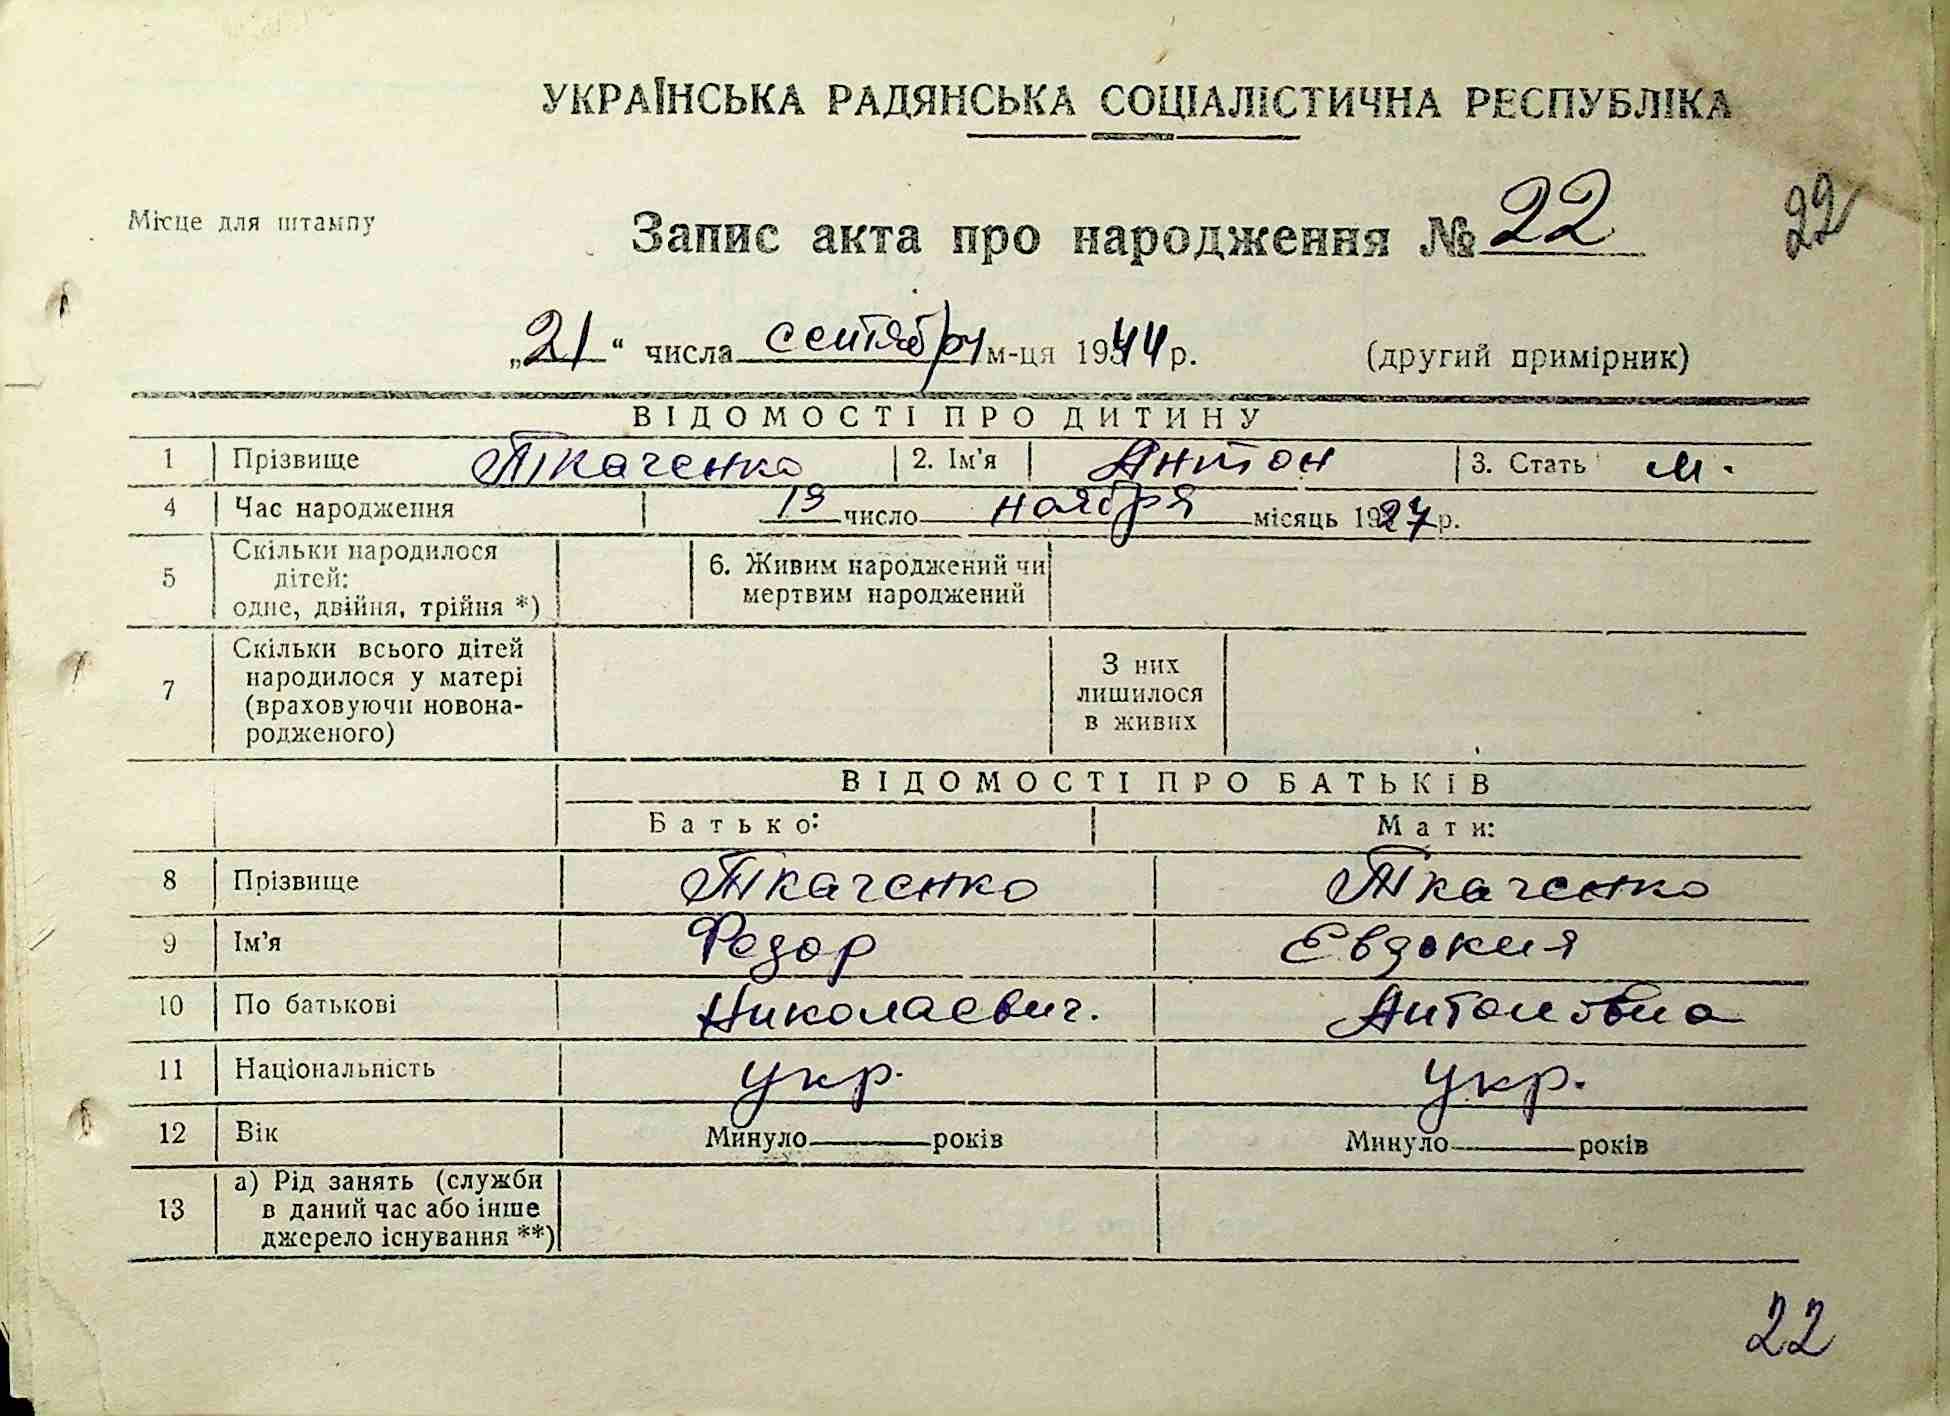 УКРАЇНСЬКА РАДЯНСЬКА СОЦІАЛІСТИЧНА РЕСПУБЛІКА
Місце для штампу
Запис акта про народження № 22
22
„21“ числа сентября м-ця 1944 р. (другий примірник)
ВІДОМОСТІ ПРО ДИТИНУ
1 Прізвище Ткаченко 2. Ім'я Антон 3. Стать м.
4 Час народження 19 число ноября місяць 1927 р.
5 Скільки народилося дітей: одне, двійня, трійня *) 6. Живим народжений чи мертвим народжений
7 Скільки всього дітей народилося у матері (враховуючи новонародженого) З них лишилося в живих
ВІДОМОСТІ ПРО БАТЬКІВ
Батько: Мати:
8 Прізвище Ткаченко Ткаченко
9 Ім'я Федор Евдокия
10 По батькові Николаевич. Антоновна
11 Національність укр. укр.
12 Вік Минуло років Минуло років
13 а) Рід занять (служби в даний час або інше джерело існування **)
22